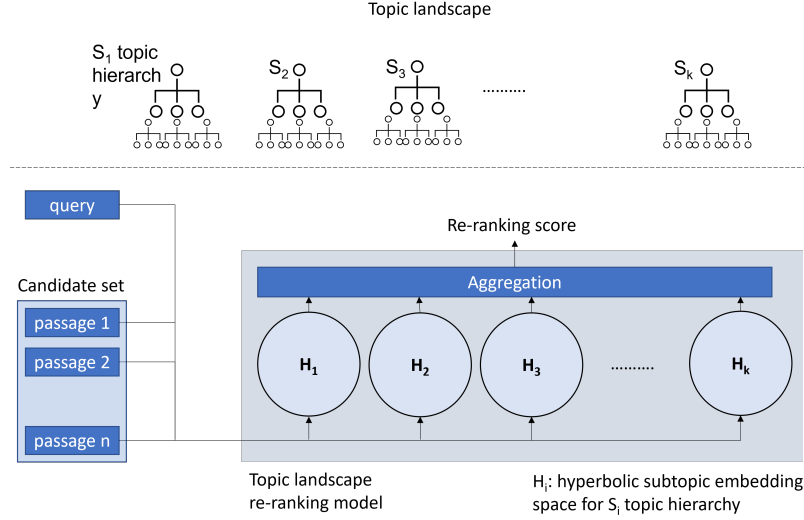 Topic landscape
S1 topic
hierarch
y
S2
S3
..........
Sk
query
Re-ranking score
Candidate set
Aggregation
passage 1
passage 2
H1
H2
H3
..........
Hk
passage n
Topic landscape
re-ranking model
Hi: hyperbolic subtopic embedding
space for Si topic hierarchy